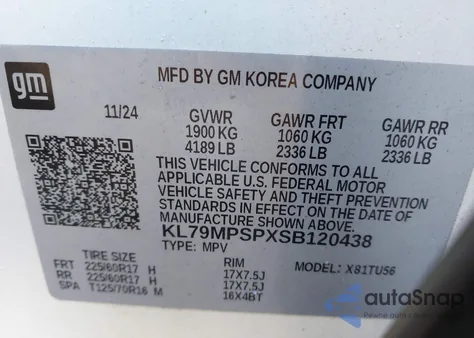 gm
MFD BY GM KOREA COMPANY
11/24 GVWR GAWR FRT GAWR RR
1900 KG 1060 KG 1060 KG
4189 LB 2336 LB 2336 LB
THIS VEHICLE CONFORMS TO ALL
APPLICABLE U.S. FEDERAL MOTOR
VEHICLE SAFETY AND THEFT PREVENTION
STANDARDS IN EFFECT ON THE DATE OF
MANUFACTURE SHOWN ABOVE.
KL79MPSPXSB120438
TYPE: MPV
TIRE SIZE RIM MODEL: X81TU56
FRT 225/60R17 H 17X7.5J
RR 225/60R17 H 17X7.5J
SPA T125/70R16 M 16X4BT
autoSnap